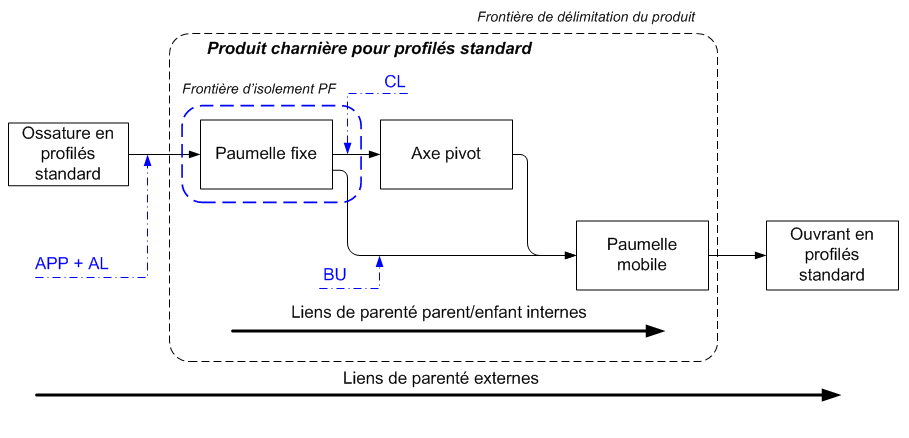 Frontière de délimitation du produit
Produit charnière pour profilés standard
Frontière d'isolement PF
CL
Ossature en
profilés
standard
Paumelle fixe
Axe pivot
APP + AL
BU
Paumelle
mobile
Ouvrant en
profilés
standard
Liens de parenté parent/enfant internes
Liens de parenté externes